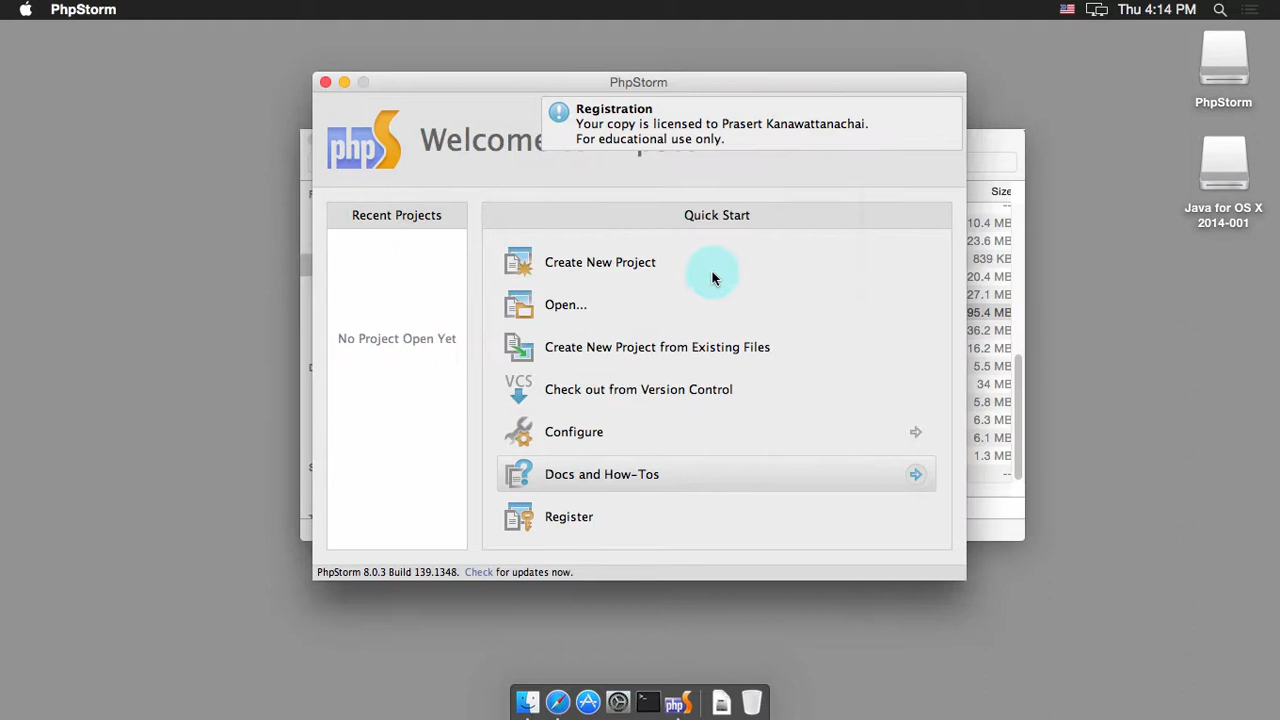 PhpStorm
Thu 4:14 PM
PhpStorm
PhpStorm
Java for OS X
2014-001
php
Welcome
Registration
Your copy is licensed to Prasert Kanawattanachai.
For educational use only.
Recent Projects
No Project Open Yet
Quick Start
Create New Project
Open...
Create New Project from Existing Files
VCS
Check out from Version Control
Configure
Docs and How-Tos
Register
PhpStorm 8.0.3 Build 139.1348. Check for updates now.
Size
--
10.4 MB
23.6 MB
839 KB
20.4 MB
27.1 MB
95.4 MB
36.2 MB
16.2 MB
5.5 MB
34 MB
5.8 MB
6.3 MB
6.1 MB
1.3 MB
--
php